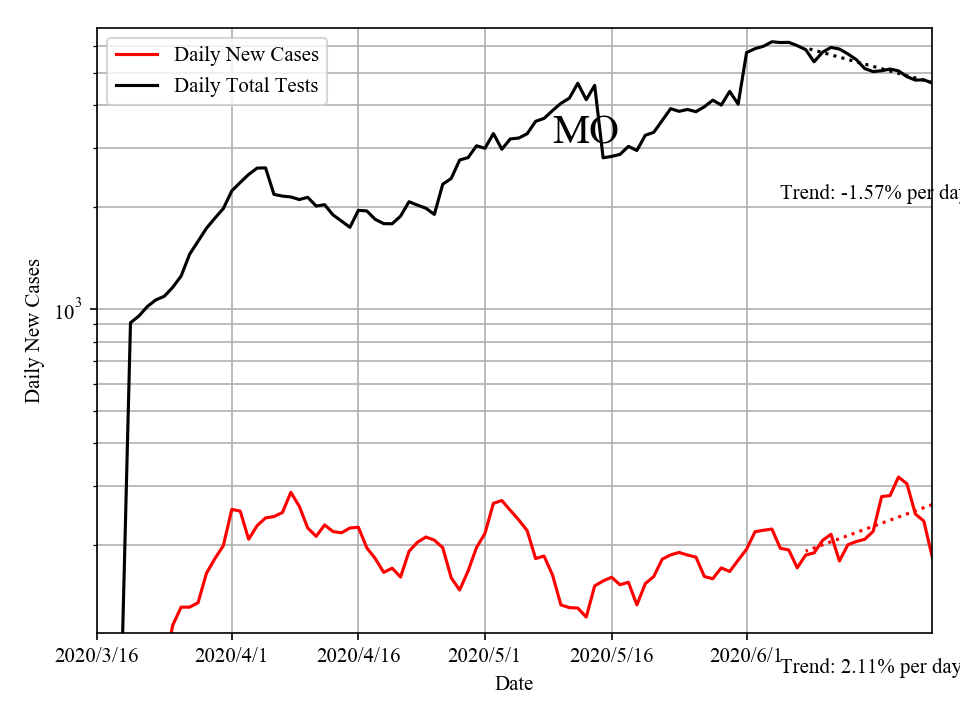 Daily New Cases
Daily Total Tests
MO
Trend: -1.57% per day
Daily New Cases
10³
2020/3/16 2020/4/1 2020/4/16 2020/5/1 2020/5/16 2020/6/1
Trend: 2.11% per day
Date